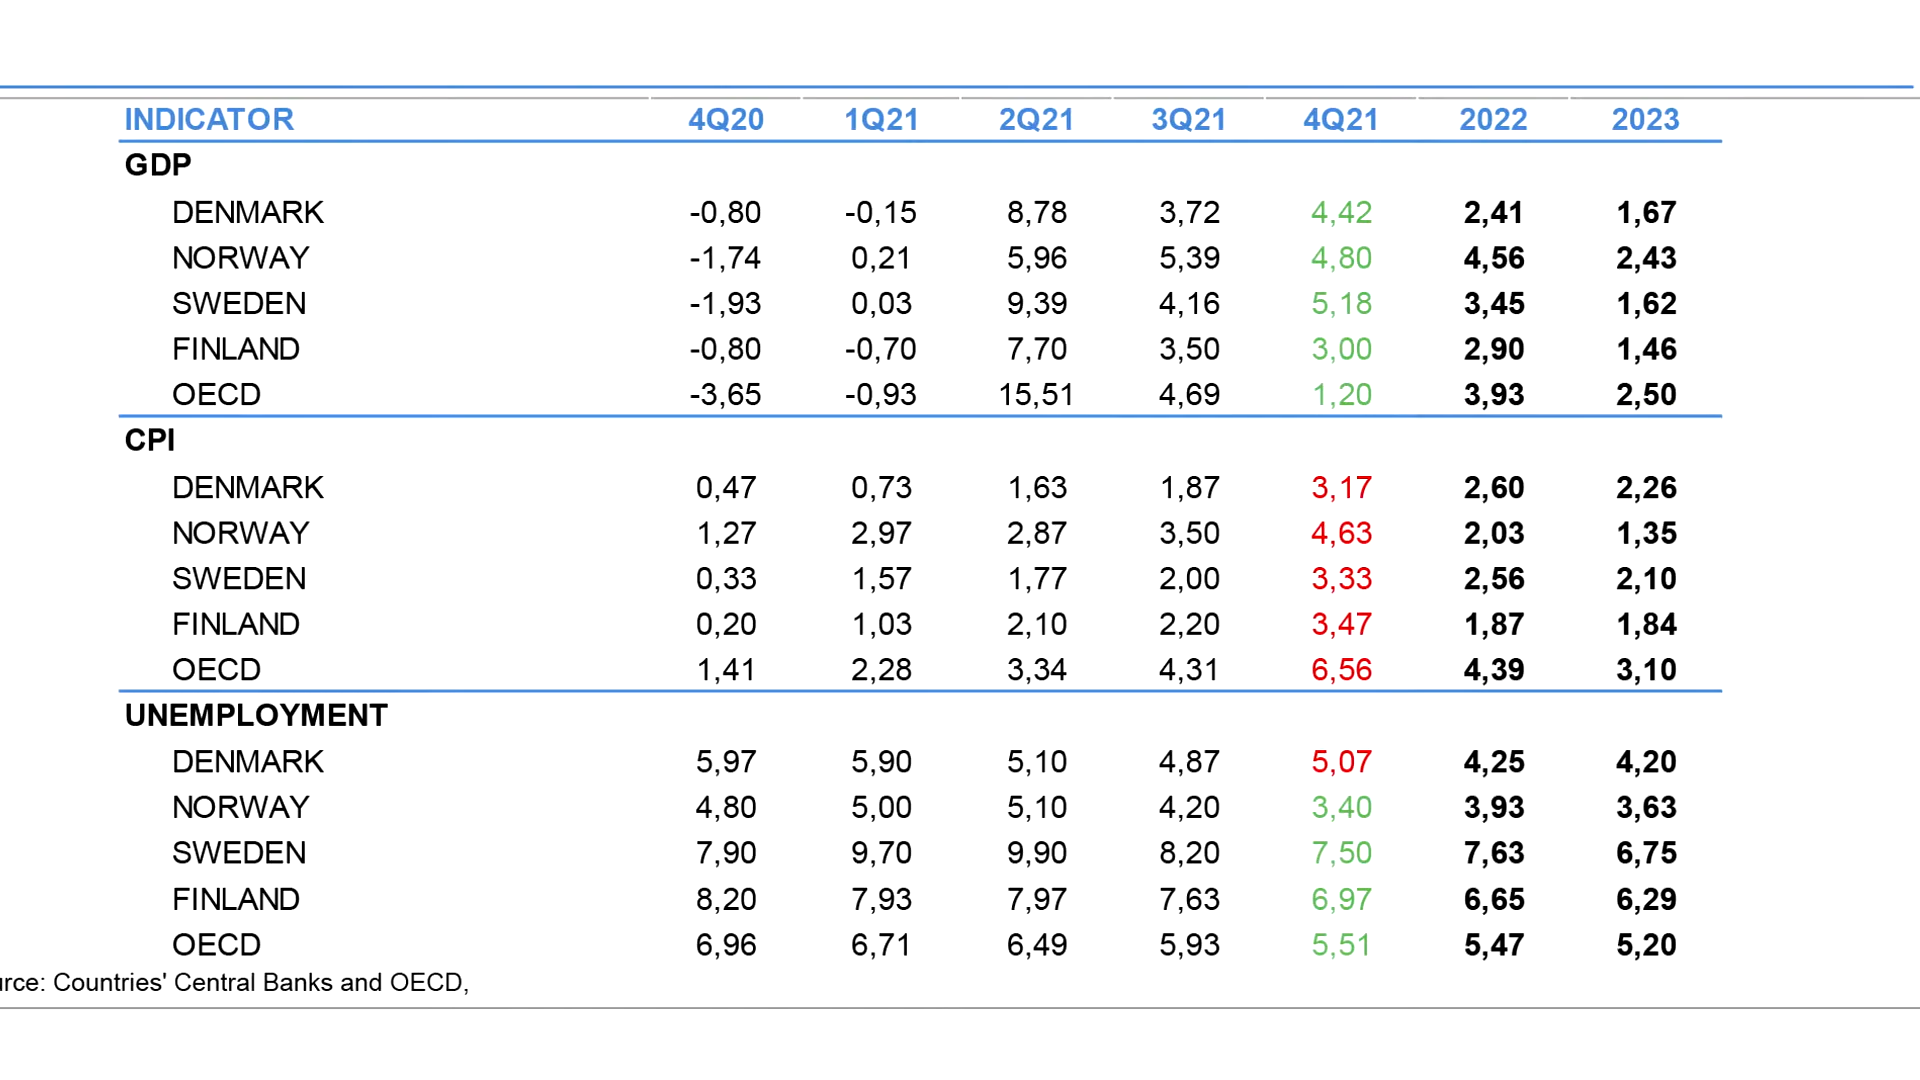 INDICATOR 4Q20 1Q21 2Q21 3Q21 4Q21 2022 2023
GDP
DENMARK -0,80 -0,15 8,78 3,72 4,42 2,41 1,67
NORWAY -1,74 0,21 5,96 5,39 4,80 4,56 2,43
SWEDEN -1,93 0,03 9,39 4,16 5,18 3,45 1,62
FINLAND -0,80 -0,70 7,70 3,50 3,00 2,90 1,46
OECD -3,65 -0,93 15,51 4,69 1,20 3,93 2,50
CPI
DENMARK 0,47 0,73 1,63 1,87 3,17 2,60 2,26
NORWAY 1,27 2,97 2,87 3,50 4,63 2,03 1,35
SWEDEN 0,33 1,57 1,77 2,00 3,33 2,56 2,10
FINLAND 0,20 1,03 2,10 2,20 3,47 1,87 1,84
OECD 1,41 2,28 3,34 4,31 6,56 4,39 3,10
UNEMPLOYMENT
DENMARK 5,97 5,90 5,10 4,87 5,07 4,25 4,20
NORWAY 4,80 5,00 5,10 4,20 3,40 3,93 3,63
SWEDEN 7,90 9,70 9,90 8,20 7,50 7,63 6,75
FINLAND 8,20 7,93 7,97 7,63 6,97 6,65 6,29
OECD 6,96 6,71 6,49 5,93 5,51 5,47 5,20
urce: Countries' Central Banks and OECD,